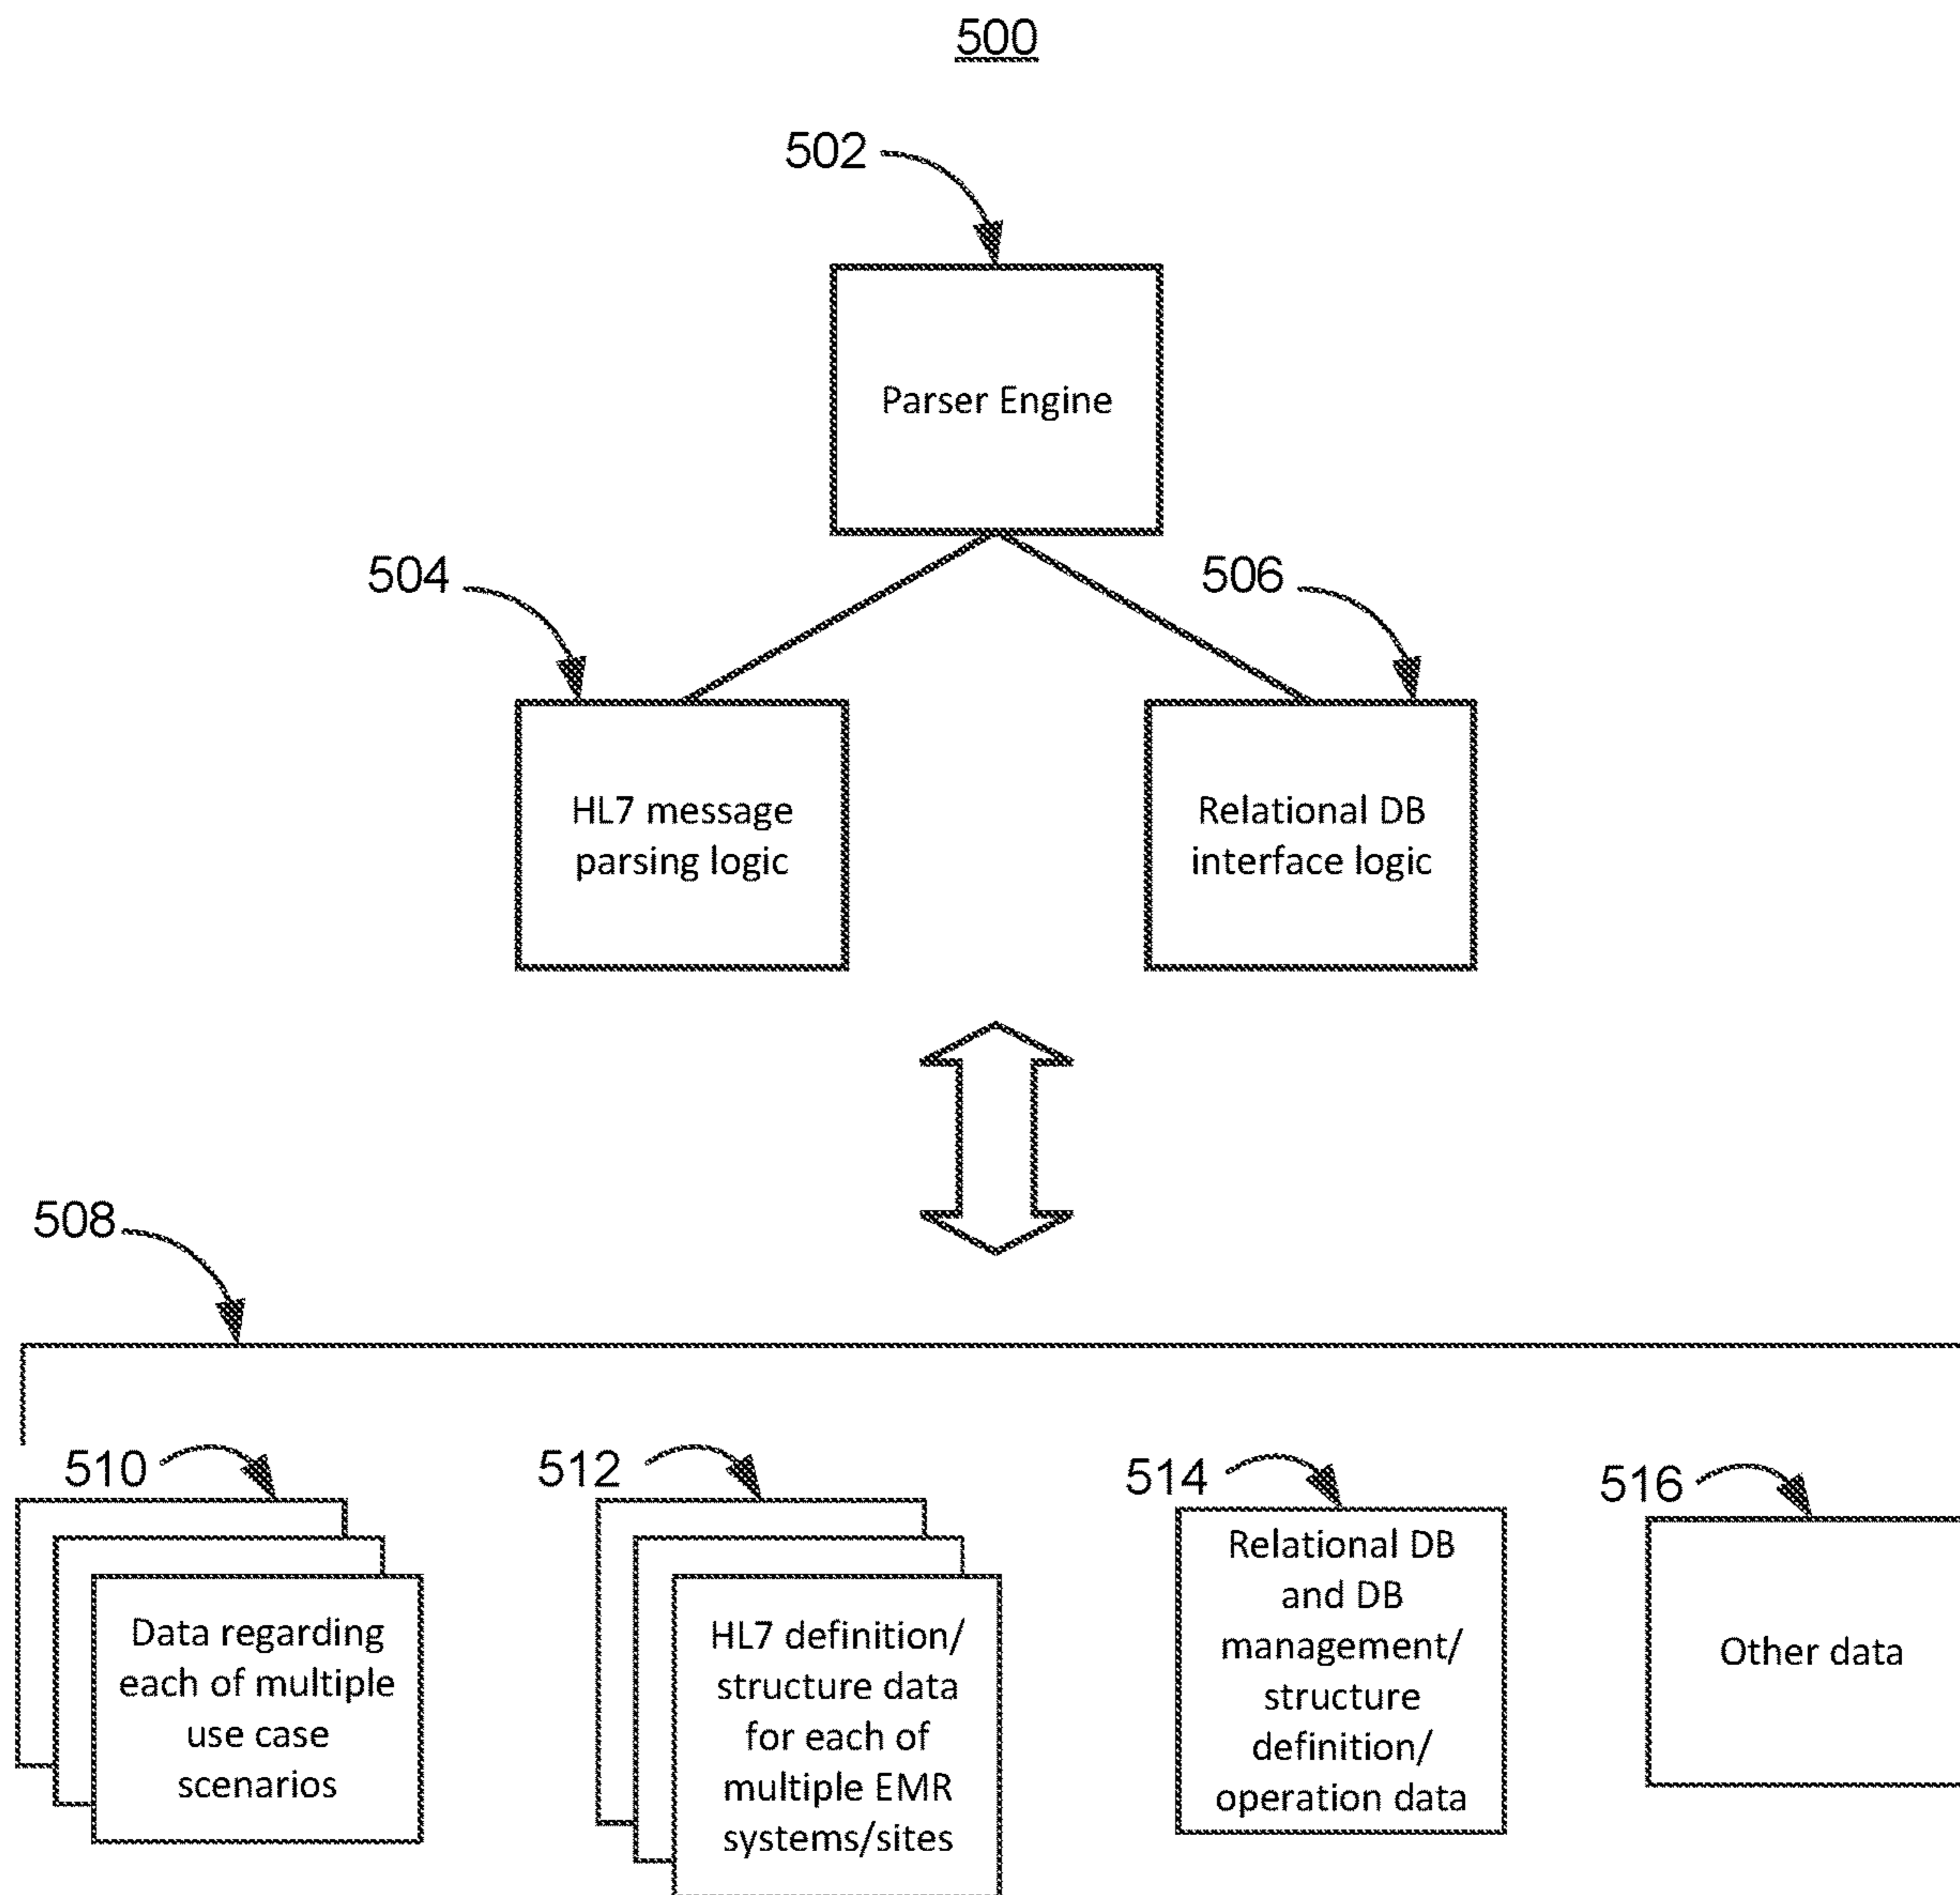 500
502
Parser Engine
504
506
HL7 message
parsing logic
Relational DB
interface logic
508
510
512
514
516
Data regarding
each of multiple
use case
scenarios
HL7 definition/
structure data
for each of
multiple EMR
systems/sites
Relational DB
and DB
management/
structure
definition/
operation data
Other data